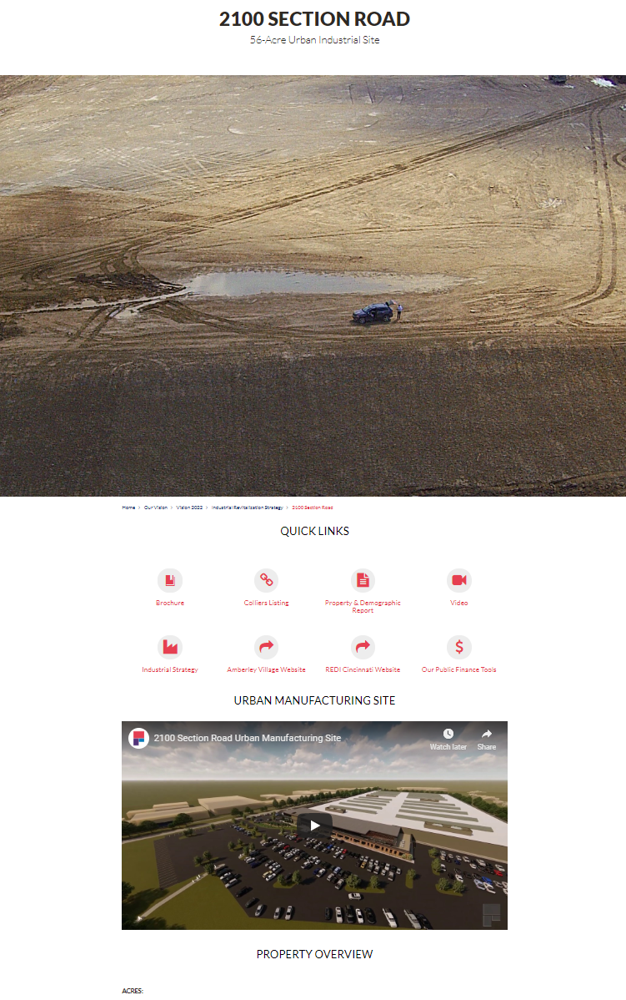 2100 SECTION ROAD
56-Acre Urban Industrial Site
Home > Our Vision > Vision 2022 > Industrial Revitalization Strategy > 2100 Section Road
QUICK LINKS
Brochure
Colliers Listing
Property & Demographic
Report
Video
Industrial Strategy
Amberley Village Website
REDI Cincinnati Website
Our Public Finance Tools
URBAN MANUFACTURING SITE
2100 Section Road Urban Manufacturing Site
Watch later
Share
PROPERTY OVERVIEW
ACRES: